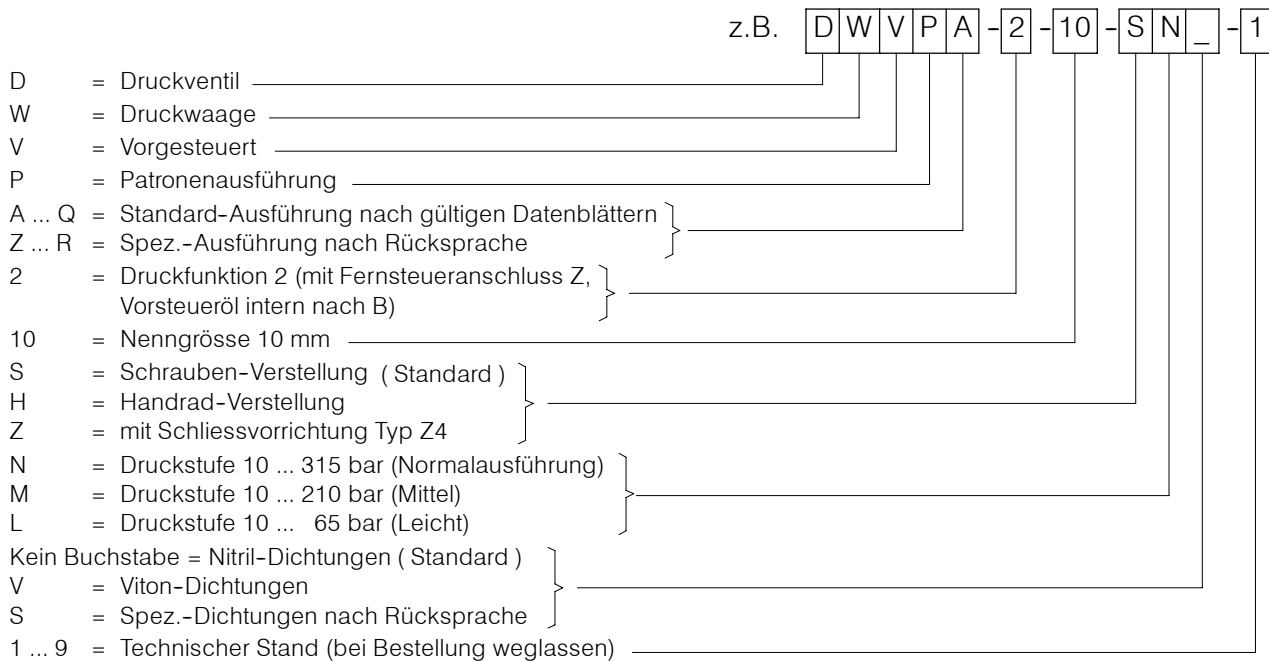 z.B. DWVPA-2-10-SN_-1
D = Druckventil
W = Druckwaage
V = Vorgesteuert
P = Patronenausführung
A ... Q = Standard-Ausführung nach gültigen Datenblättern
Z ... R = Spez.-Ausführung nach Rücksprache
2 = Druckfunktion 2 (mit Fernsteueranschluss Z,
Vorsteueröl intern nach B)
10 = Nenngrösse 10 mm
S = Schrauben-Verstellung ( Standard )
H = Handrad-Verstellung
Z = mit Schliessvorrichtung Typ Z4
N = Druckstufe 10 ... 315 bar (Normalausführung)
M = Druckstufe 10 ... 210 bar (Mittel)
L = Druckstufe 10 ... 65 bar (Leicht)
Kein Buchstabe = Nitril-Dichtungen ( Standard )
V = Viton-Dichtungen
S = Spez.-Dichtungen nach Rücksprache
1 ... 9 = Technischer Stand (bei Bestellung weglassen)